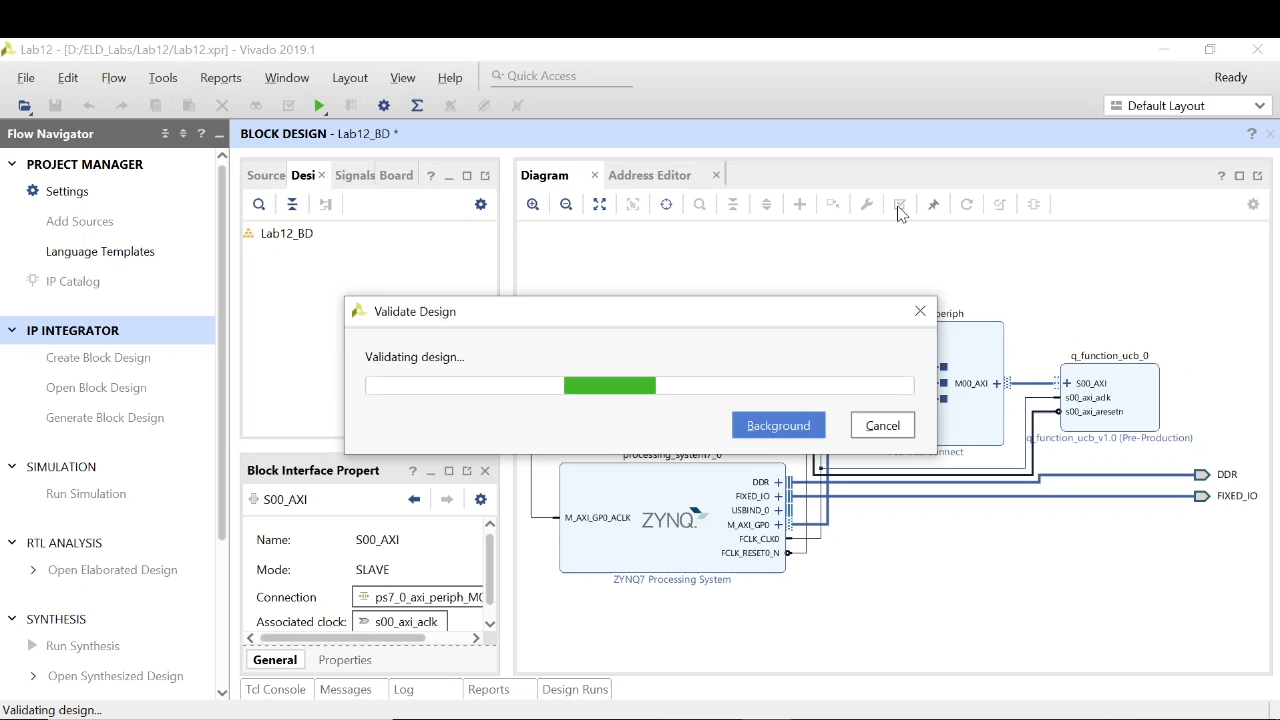 Lab12 - [D:/ELD_Labs/Lab12/Lab12.xpr] - Vivado 2019.1
File Edit Flow Tools Reports Window Layout View Help
Quick Access
Ready
Default Layout
Flow Navigator
BLOCK DESIGN - Lab12_BD *
PROJECT MANAGER
Settings
Add Sources
Language Templates
IP Catalog
IP INTEGRATOR
Create Block Design
Open Block Design
Generate Block Design
SIMULATION
Run Simulation
RTL ANALYSIS
Open Elaborated Design
SYNTHESIS
Run Synthesis
Open Synthesized Design
Source Desi Signals Board
Lab12_BD
Block Interface Propert
S00_AXI
Name: S00_AXI
Mode: SLAVE
Connection ps7_0_axi_periph_M0
Associated clock: s00_axi_aclk
General Properties
Diagram Address Editor
Validate Design
Validating design...
Background Cancel
periph
M00_AXI
q_function_ucb_0
S00_AXI
s00_axi_aclk
s00_axi_aresetn
q_function_ucb_v1.0 (Pre-Production)
processing_system7_0
M_AXI_GP0_ACLK
ZYNQ
DDR
FIXED_IO
USBIND_0
M_AXI_GP0
FCLK_CLK0
FCLK_RESET0_N
ZYNQ7 Processing System
DDR
FIXED_IO
Tcl Console Messages Log Reports Design Runs
Validating design...